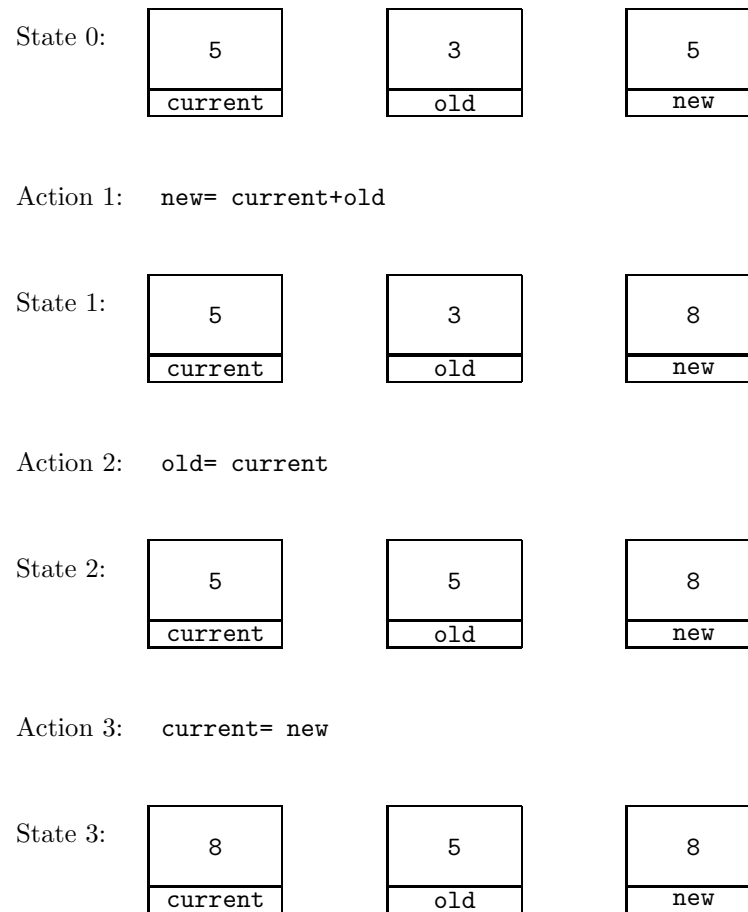 State 0: 5 3 5
current old new
Action 1: new= current+old
State 1: 5 3 8
current old new
Action 2: old= current
State 2: 5 5 8
current old new
Action 3: current= new
State 3: 8 5 8
current old new